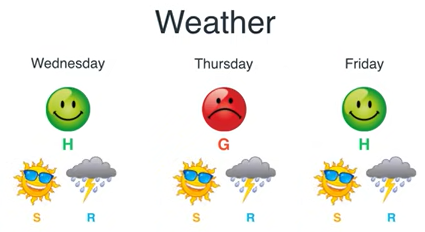 Weather
Wednesday Thursday Friday
H G H
S R S R S R